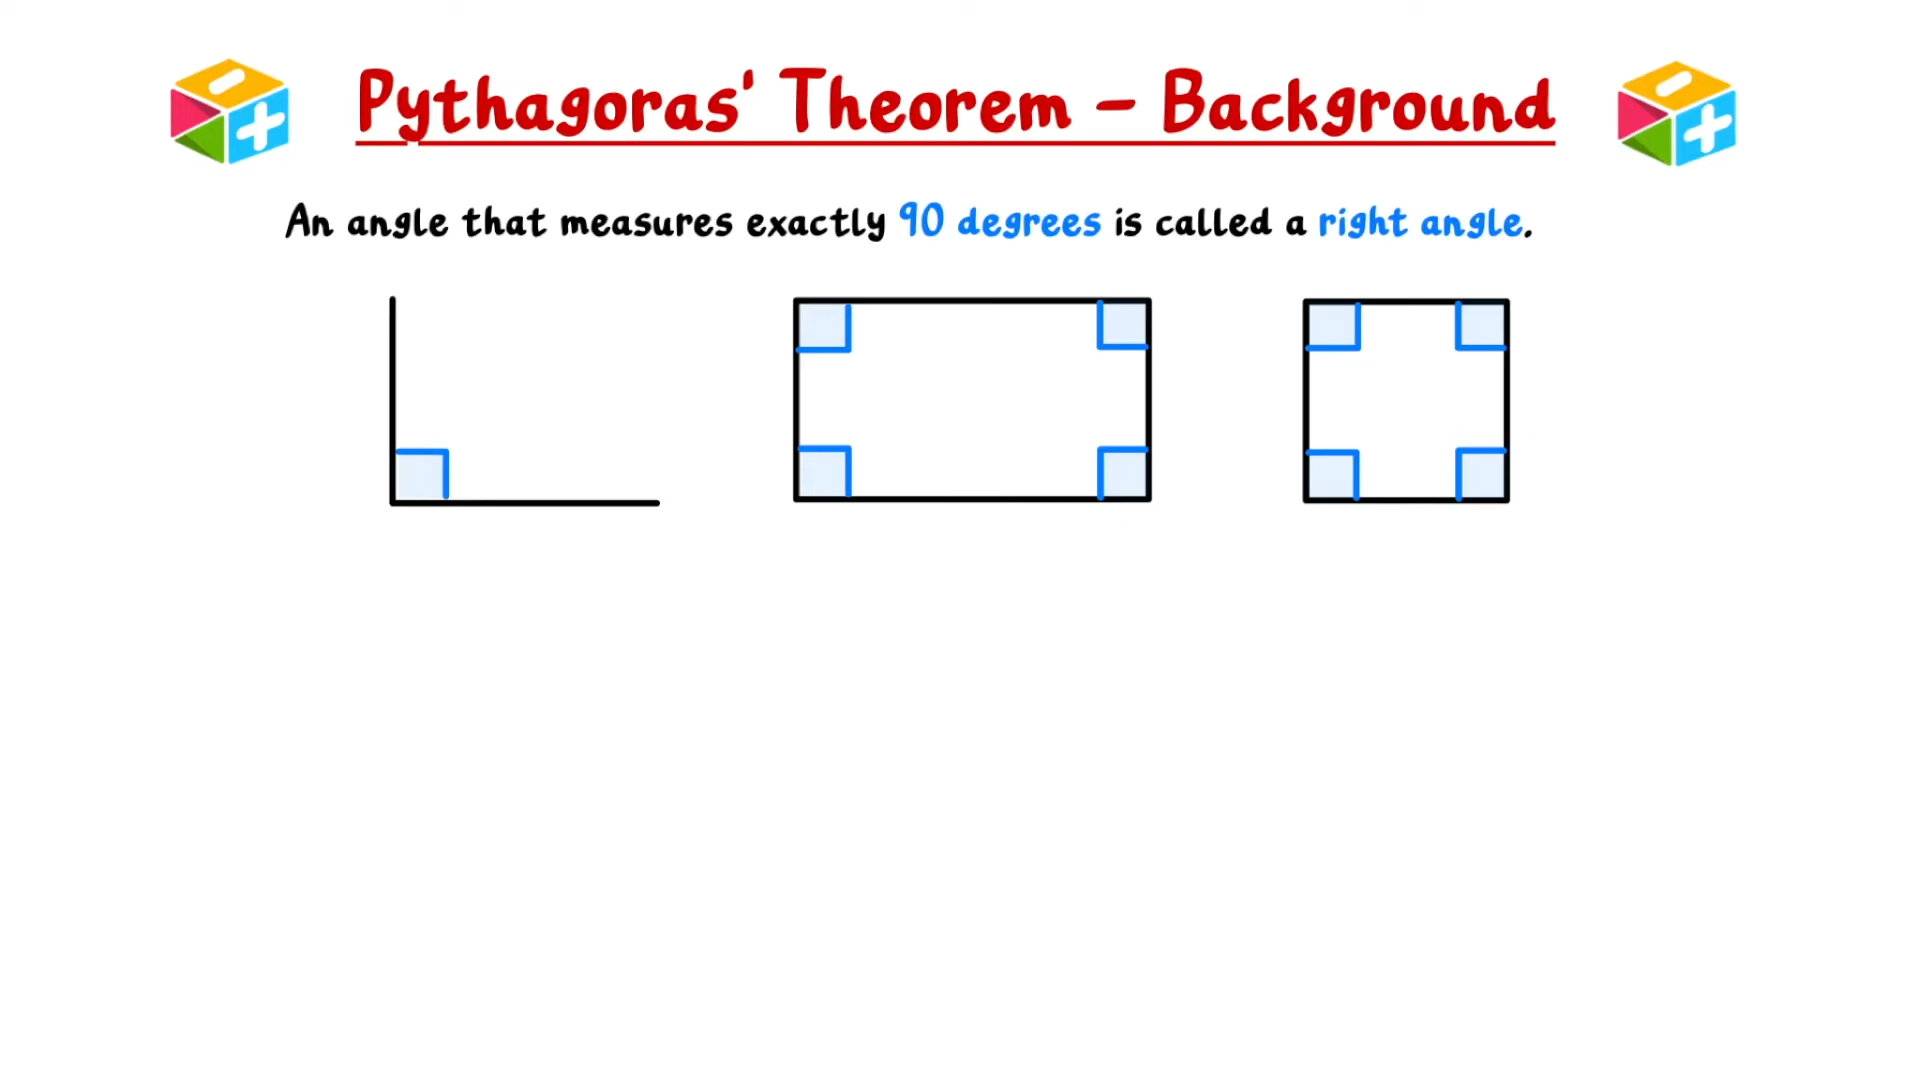 Pythagoras' Theorem – Background
An angle that measures exactly 90 degrees is called a right angle.